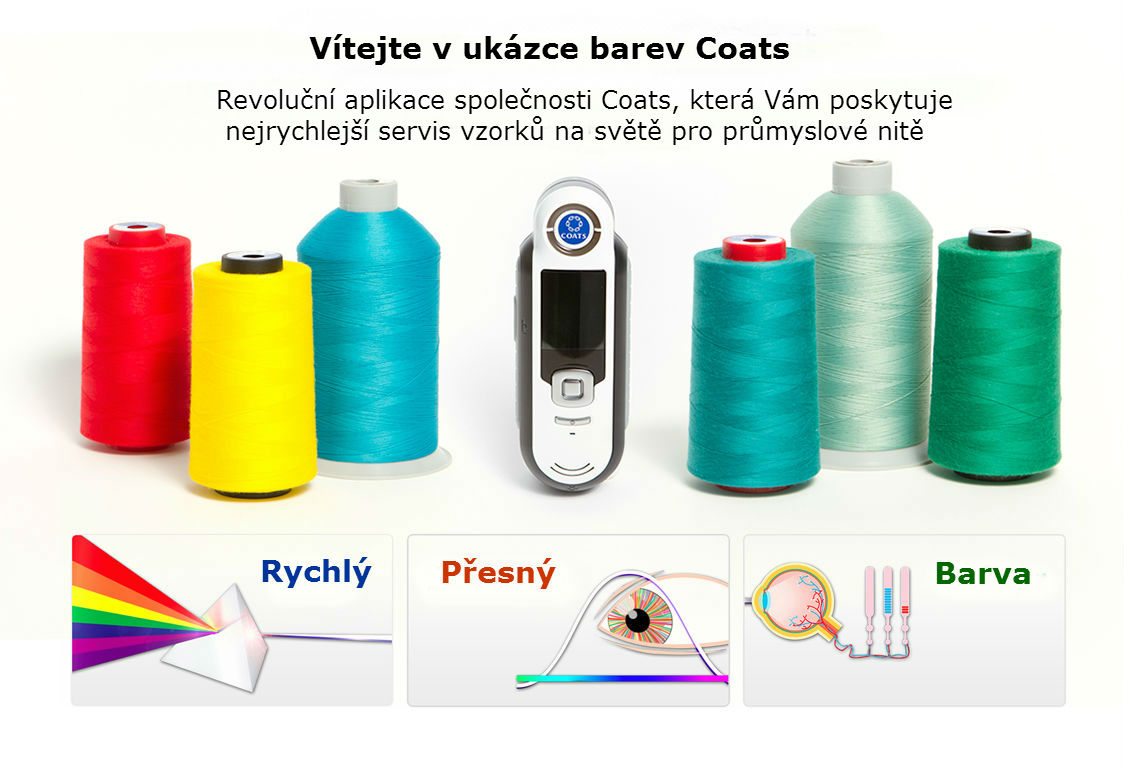 Vítejte v ukázce barev Coats
Revoluční aplikace společnosti Coats, která Vám poskytuje
nejrychlejší servis vzorků na světě pro průmyslové nitě
COATS
Rychlý
Přesný
Barva